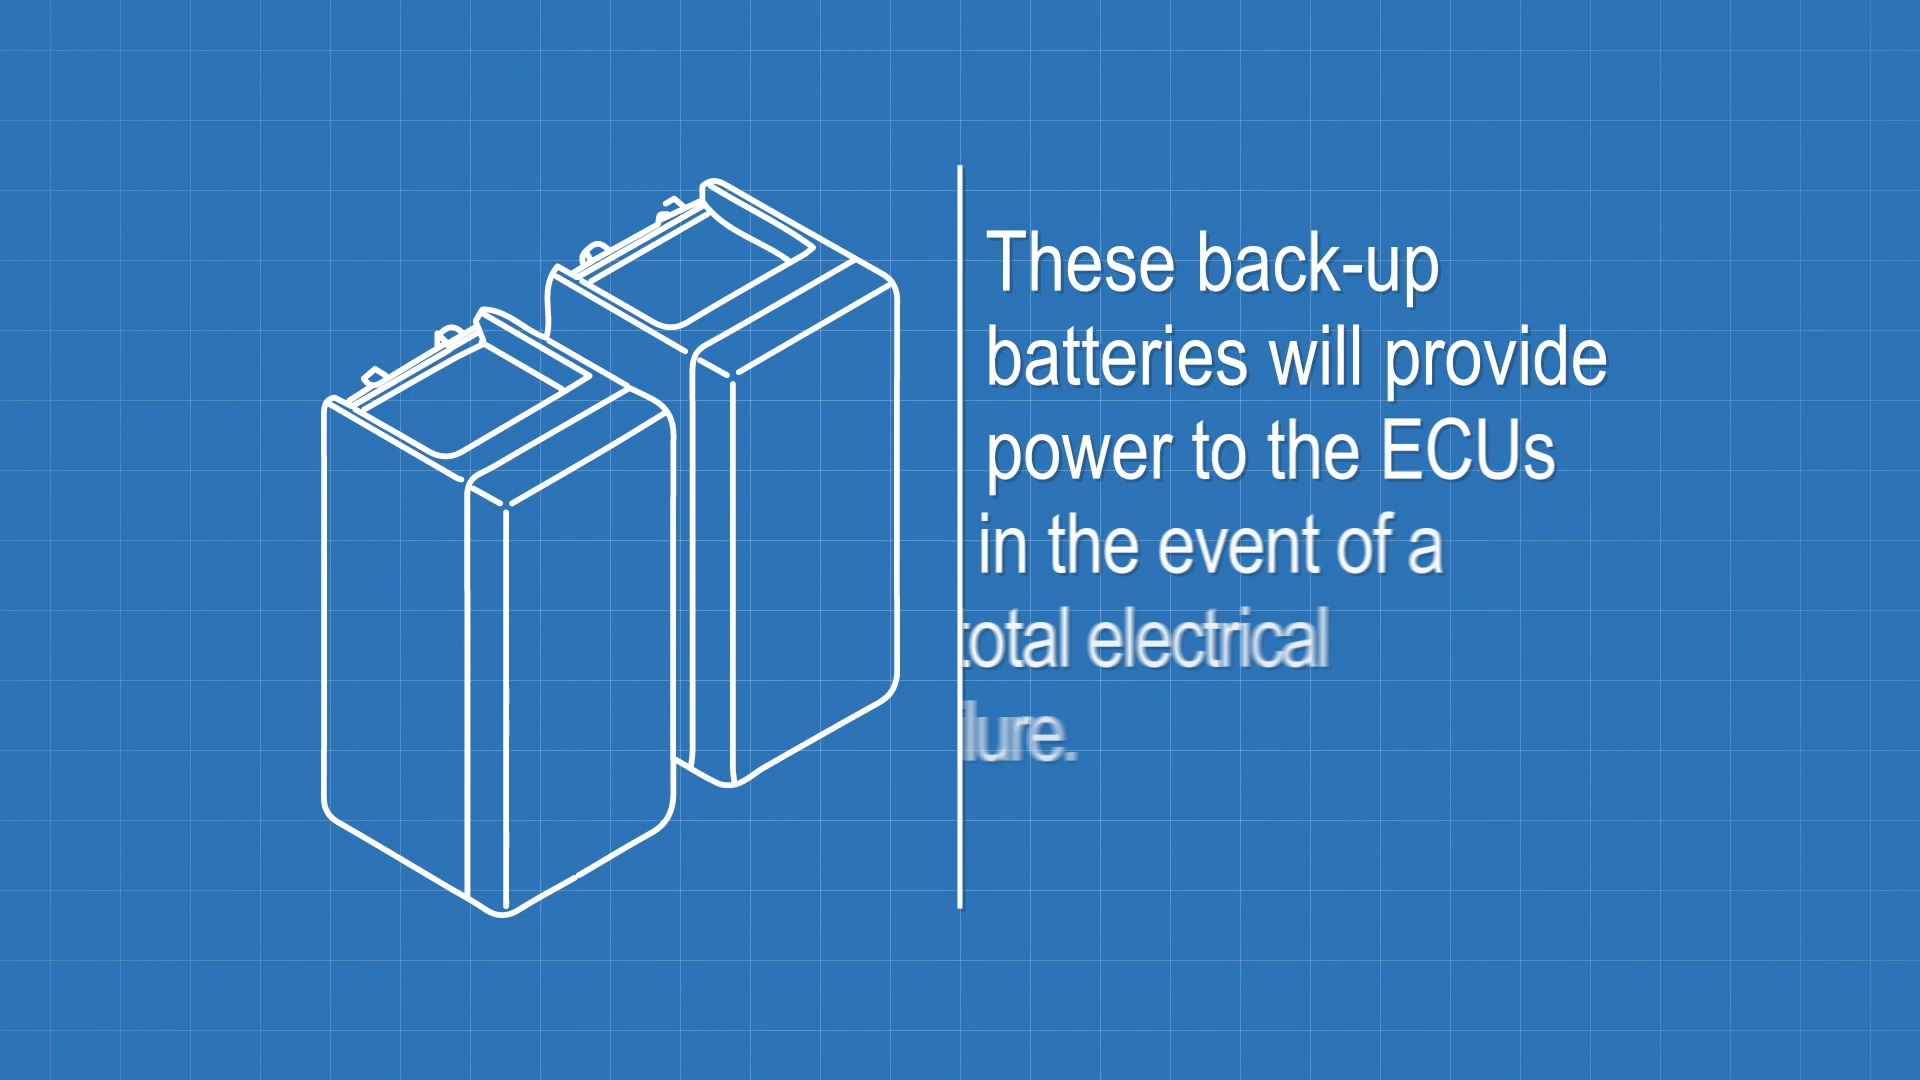 These back-up
batteries will provide
power to the ECUs
in the event of a
total electrical
lure.